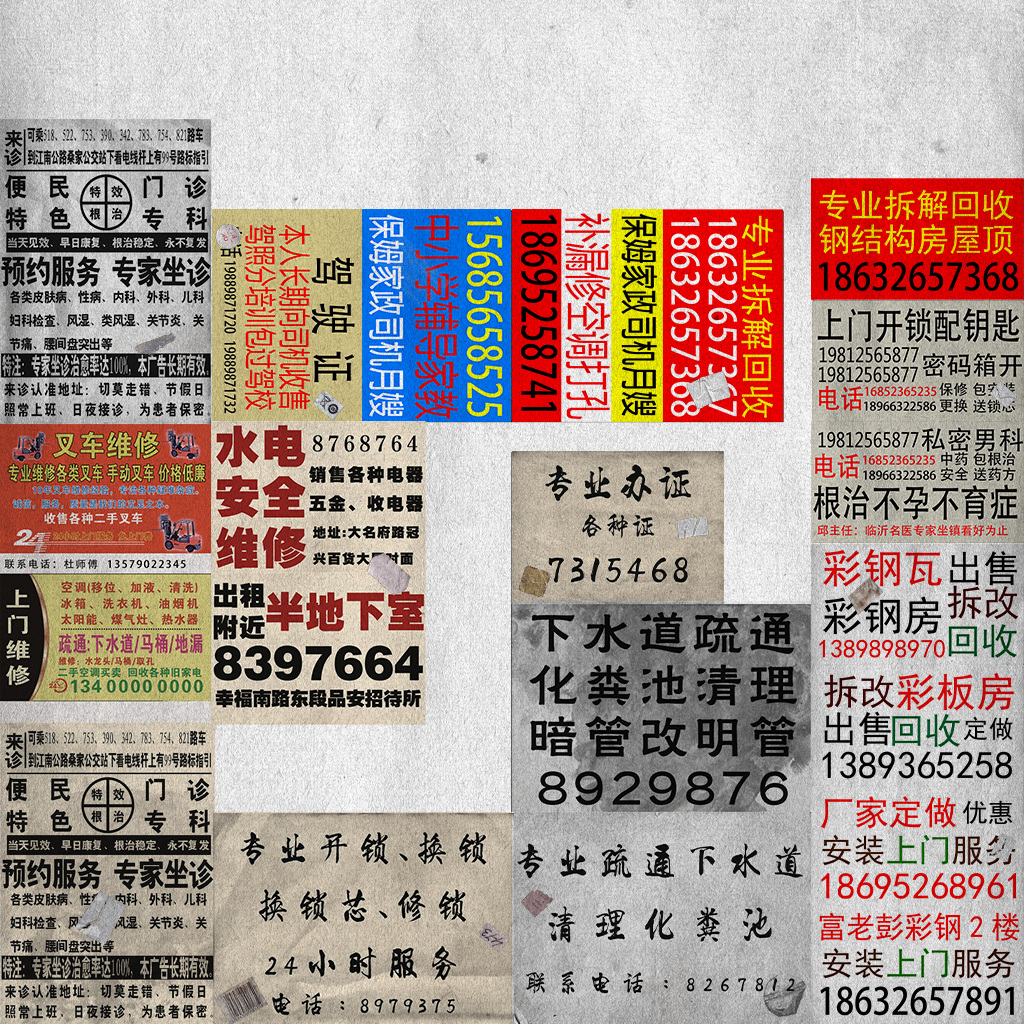 来诊
可乘518、522、753、390、342、783、754、821路车
到江南公路桑家公交站下看电线杆上有99号路标指引
便民 特效根治 门诊
特色 专科
当天见效、早日康复、根治稳定、永不复发
预约服务 专家坐诊
各类皮肤病、性病、内科、外科、儿科
妇科检查、风湿、类风湿、关节炎、关
节痛、腰间盘突出等
特注：专家坐诊治愈率达100%，本广告长期有效.
来诊认准地址：切莫走错、节假日
照常上班、日夜接诊，为患者保密.
叉车维修
专业维修各类叉车 手动叉车 价格低廉
收售各种二手叉车
联系电话：杜师傅 13579022345
上门维修
空调(移位、加液、清洗)
冰箱、洗衣机、油烟机
太阳能、煤气灶、热水器
疏通:下水道/马桶/地漏
维修：水龙头/马桶/取孔
二手空调买卖 回收各种旧家电
134 0000 0000
来诊
可乘518、522、753、390、342、783、754、821路车
到江南公路桑家公交站下看电线杆上有99号路标指引
便民 特效根治 门诊
特色 专科
当天见效、早日康复、根治稳定、永不复发
预约服务 专家坐诊
各类皮肤病、性 内科、外科、儿科
妇科检查、风 风湿、关节炎、关
节痛、腰间盘突出等
特注：专家坐诊治愈率达100%，本广告长期有效.
来诊认准地址：切莫走错、节假日
照常上班、日夜接诊，为患者保密.
驾驶证
本人长期向司机收售
驾照分培训包过驾校
话19889871720 19889871732
保姆家政司机月嫂
中小学辅导家教
15685658525
18695258741
补漏修空调打孔
保姆家政司机月嫂
专业拆解回收
18632657367
18632657368
水电 8768764
安全 销售各种电器
五金、收电器
维修 地址:大名府路冠
兴百货大 对面
出租
附近
半地下室
8397664
幸福南路东段品安招待所
专业办证
各种证
7315468
下水道疏通
化粪池清理
暗管改明管
8929876
专业开锁、换锁
换锁芯、修锁
24小时服务
电话：8979375
专业疏通下水道
清理化粪池
联系电话：8267812
专业拆解回收
钢结构房屋顶
18632657368
上门开锁配钥匙
19812565877
19812565877
密码箱开
电话 16852365235 保修 包安装
18966322586 更换 送锁芯
19812565877 私密男科
电话 16852365235 中药 包根治
18966322586 安全 送药方
根治不孕不育症
邱主任：临沂名医专家坐镇看好为止
彩钢瓦 出售
彩钢房 拆改
1389898970 回收
拆改彩板房
出售回收定做
1389365258
厂家定做 优惠
安装上门服务
18695268961
富老彭彩钢2楼
安装上门服务
18632657891